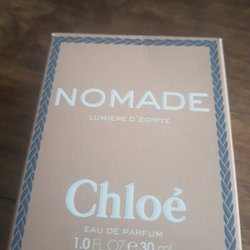 NOMADE
LUMIÈRE D'ÉGYPTE
Chloé
EAU DE PARFUM
1.0 FL OZ ℮ 30 ml